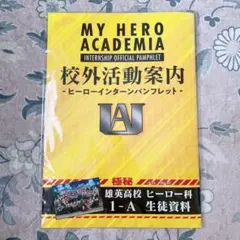 MY HERO
ACADEMIA
INTERNSHIP OFFICIAL PAMPHLET
校外活動案内
-ヒーローインターンパンフレット-
UA
極秘
雄英高校 ヒーロー科
1-A 生徒資料